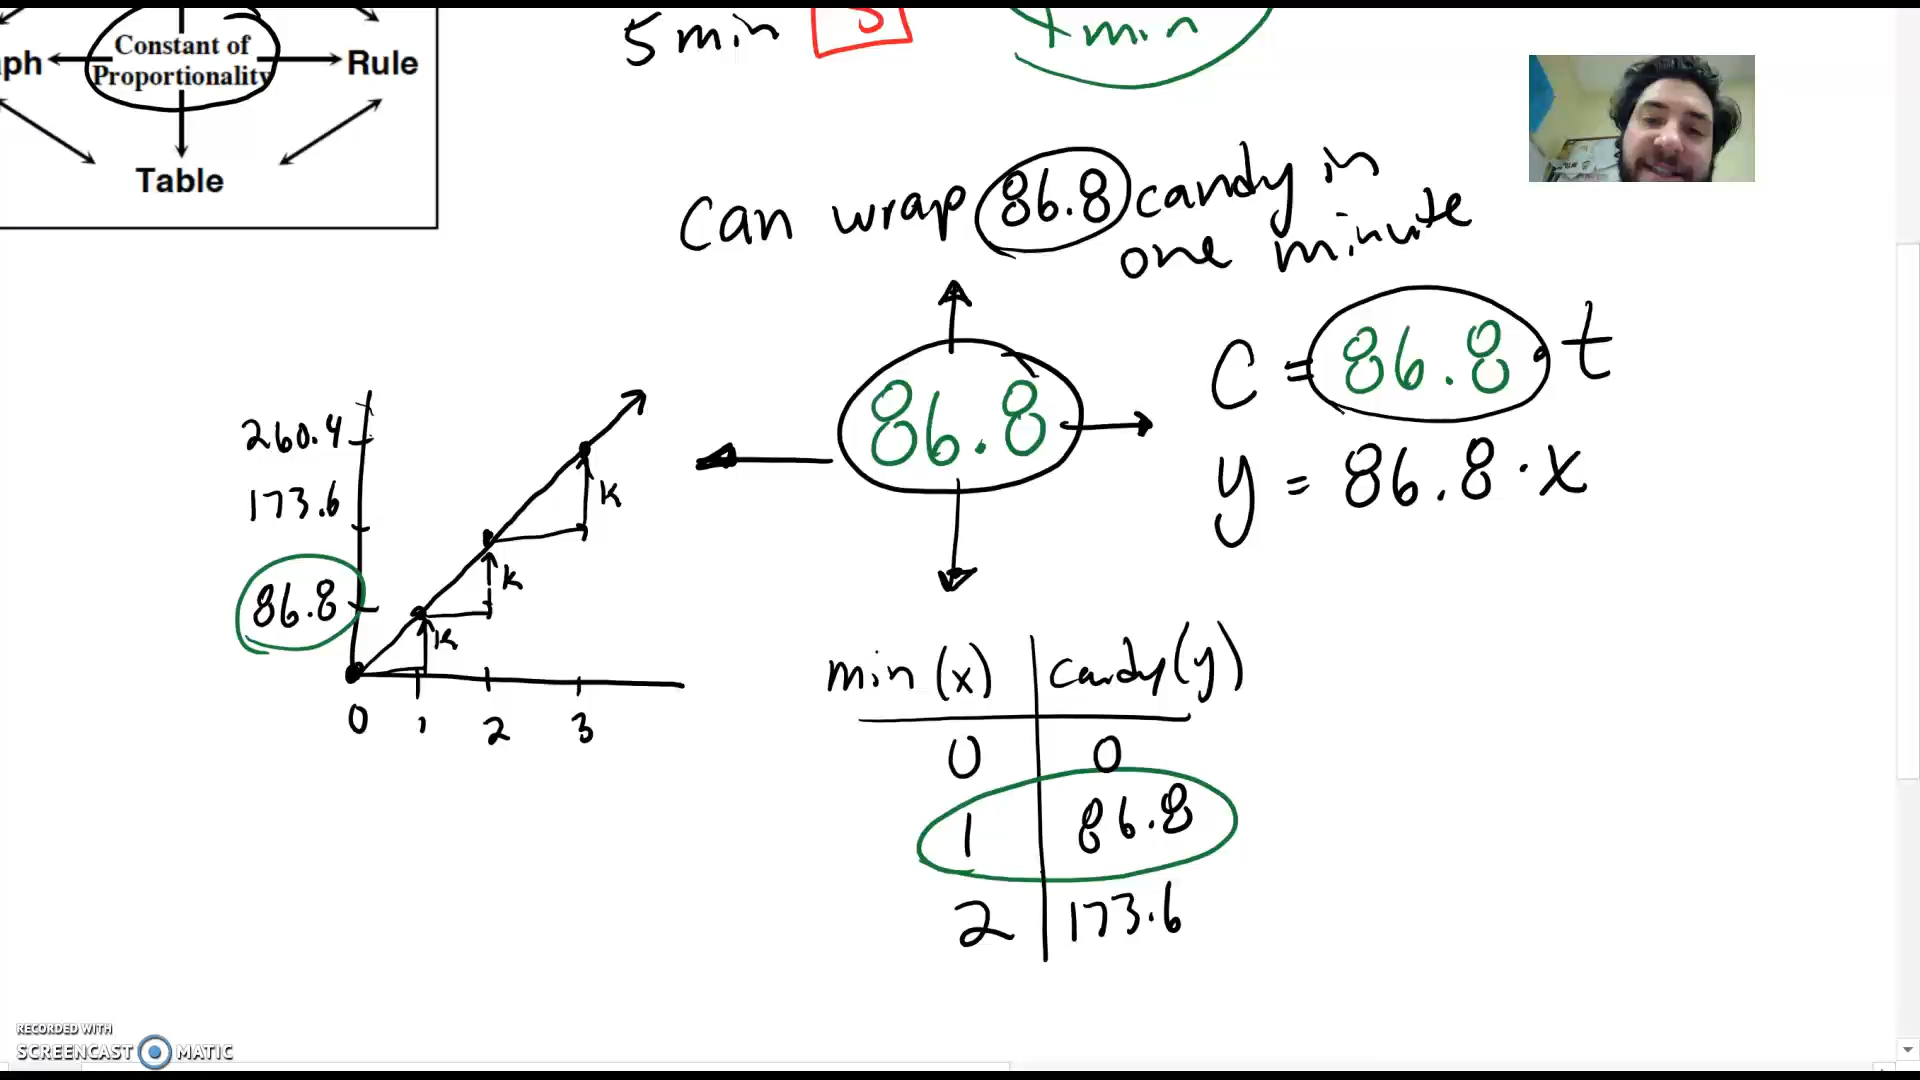 Constant of
Proportionality
ph
Rule
Table
5 min
5
1 min
Can wrap 86.8 candy in
one minute
86.8
C = 86.8 · t
y = 86.8 · x
260.4
173.6
86.8
K
K
K
0 1 2 3
min (x) candy (y)
0 0
1 86.8
2 173.6
RECORDED WITH
SCREENCAST MATIC